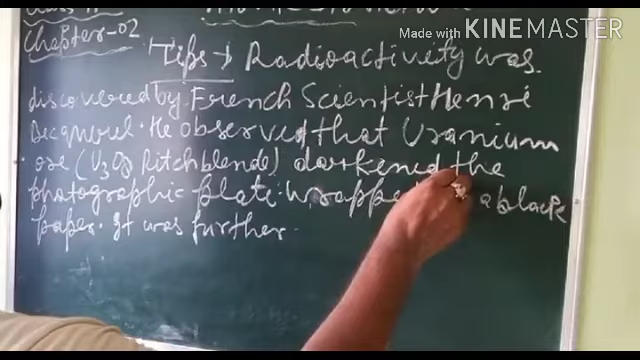 Made with KINEMASTER
Chapter-02
Tips → Radioactivity was
discovered by French Scientist Henri
Becquerel. He observed that Uranium
ore (U3O8 Pitchblende) darkened the
photographic plate wrapped a black
paper. It was further.